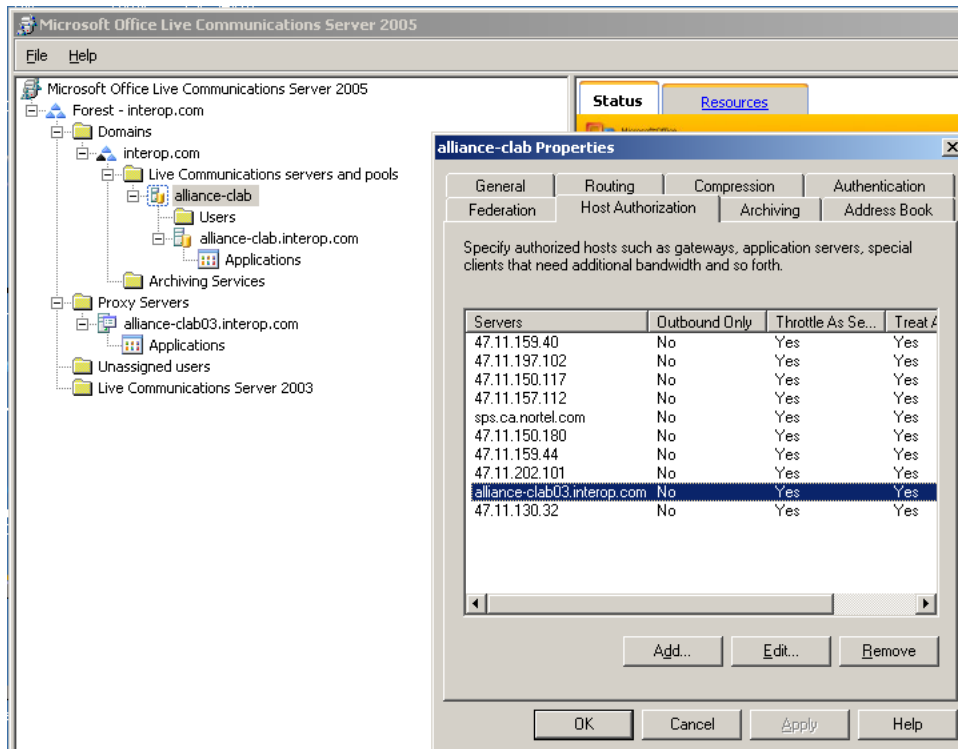 Microsoft Office Live Communications Server 2005
File Help
Microsoft Office Live Communications Server 2005
Forest - interop.com
Domains
interop.com
Live Communications servers and pools
alliance-clab
Users
alliance-clab.interop.com
Applications
Archiving Services
Proxy Servers
alliance-clab03.interop.com
Applications
Unassigned users
Live Communications Server 2003
Status Resources
Microsoft Office
alliance-clab Properties
General Routing Compression Authentication
Federation Host Authorization Archiving Address Book
Specify authorized hosts such as gateways, application servers, special
clients that need additional bandwidth and so forth.
Servers Outbound Only Throttle As Se... Treat A
47.11.159.40 No Yes Yes
47.11.197.102 No Yes Yes
47.11.150.117 No Yes Yes
47.11.157.112 No Yes Yes
sps.ca.nortel.com No Yes Yes
47.11.150.180 No Yes Yes
47.11.159.44 No Yes Yes
47.11.202.101 No Yes Yes
alliance-clab03.interop.com No Yes Yes
47.11.130.32 No Yes Yes
Add... Edit... Remove
OK Cancel Apply Help